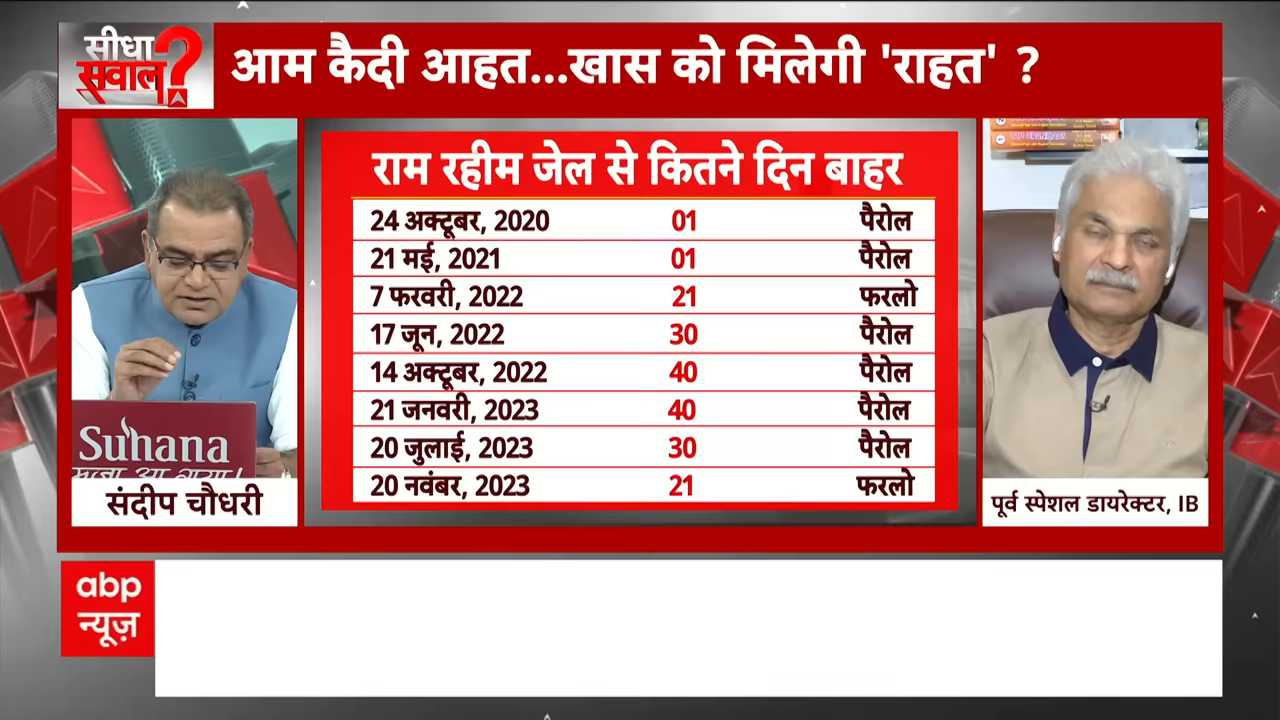 सीधा
सवाल?
आम कैदी आहत...खास को मिलेगी 'राहत' ?
राम रहीम जेल से कितने दिन बाहर
24 अक्टूबर, 2020 01 पैरोल
21 मई, 2021 01 पैरोल
7 फरवरी, 2022 21 फरलो
17 जून, 2022 30 पैरोल
14 अक्टूबर, 2022 40 पैरोल
21 जनवरी, 2023 40 पैरोल
20 जुलाई, 2023 30 पैरोल
20 नवंबर, 2023 21 फरलो
Suhana
संदीप चौधरी
पूर्व स्पेशल डायरेक्टर, IB
abp
न्यूज़